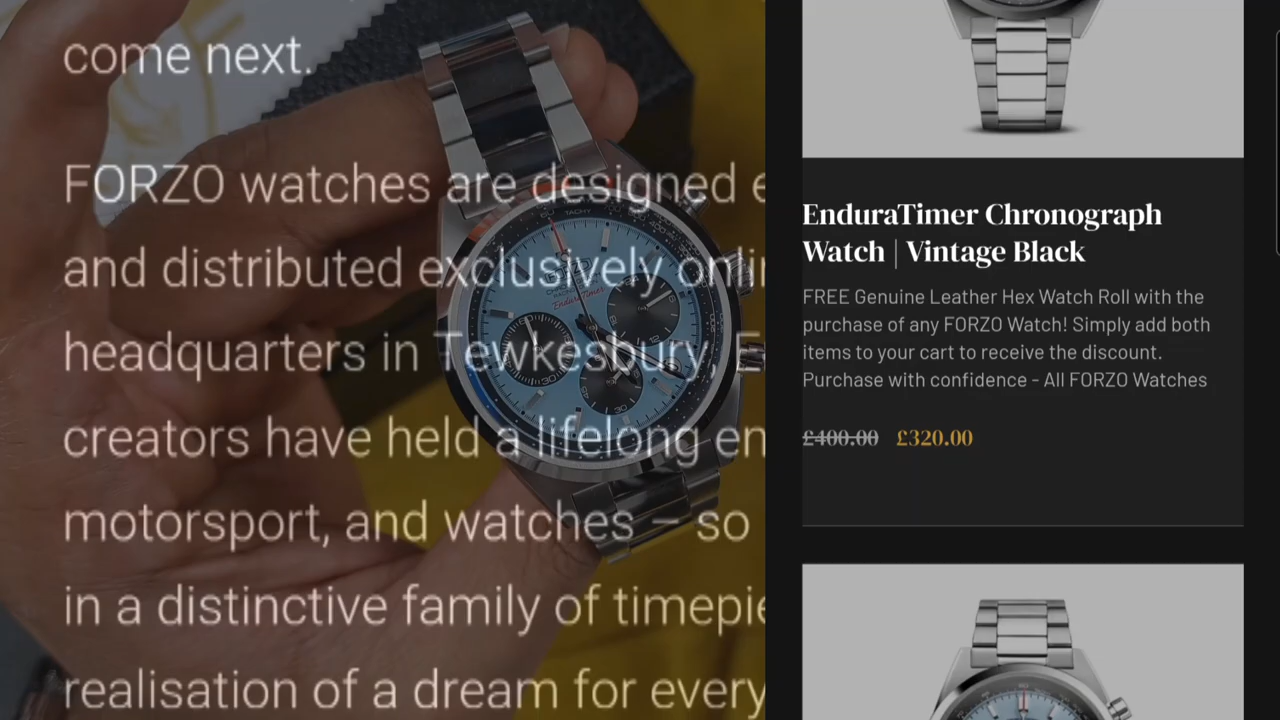 come next.
FORZO watches are designed
and distributed exclusively
headquarters in Tewkesbury,
creators have held a lifelong
motorsport, and watches – so
in a distinctive family of
realisation of a dream for every
EnduraTimer Chronograph
Watch | Vintage Black
FREE Genuine Leather Hex Watch Roll with the
purchase of any FORZO Watch! Simply add both
items to your cart to receive the discount.
Purchase with confidence - All FORZO Watches
£400.00 £320.00
TACHY
FORZO
EnduraTimer